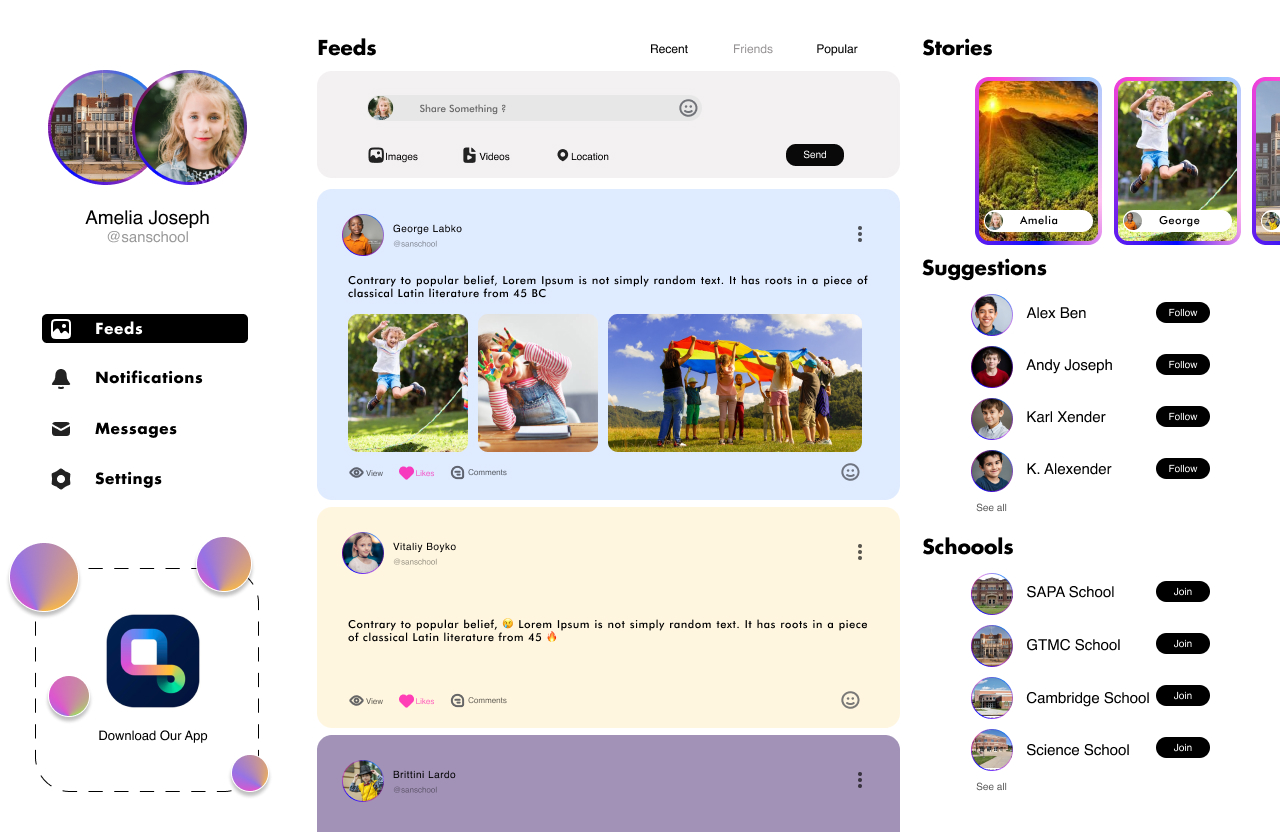 Amelia Joseph
@sanschool
Feeds
Notifications
Messages
Settings
Download Our App
Feeds
Recent
Friends
Popular
Share Something ?
Images
Videos
Location
Send
George Labko
@sanschool
Contrary to popular belief, Lorem Ipsum is not simply random text. It has roots in a piece of
classical Latin literature from 45 BC
View
Likes
Comments
Vitaliy Boyko
@sanschool
Contrary to popular belief, 😢 Lorem Ipsum is not simply random text. It has roots in a piece
of classical Latin literature from 45 🔥
View
Likes
Comments
Brittini Lardo
@sanschool
Stories
Amelia
George
Suggestions
Alex Ben
Follow
Andy Joseph
Follow
Karl Xender
Follow
K. Alexender
Follow
See all
Schoools
SAPA School
Join
GTMC School
Join
Cambridge School
Join
Science School
Join
See all